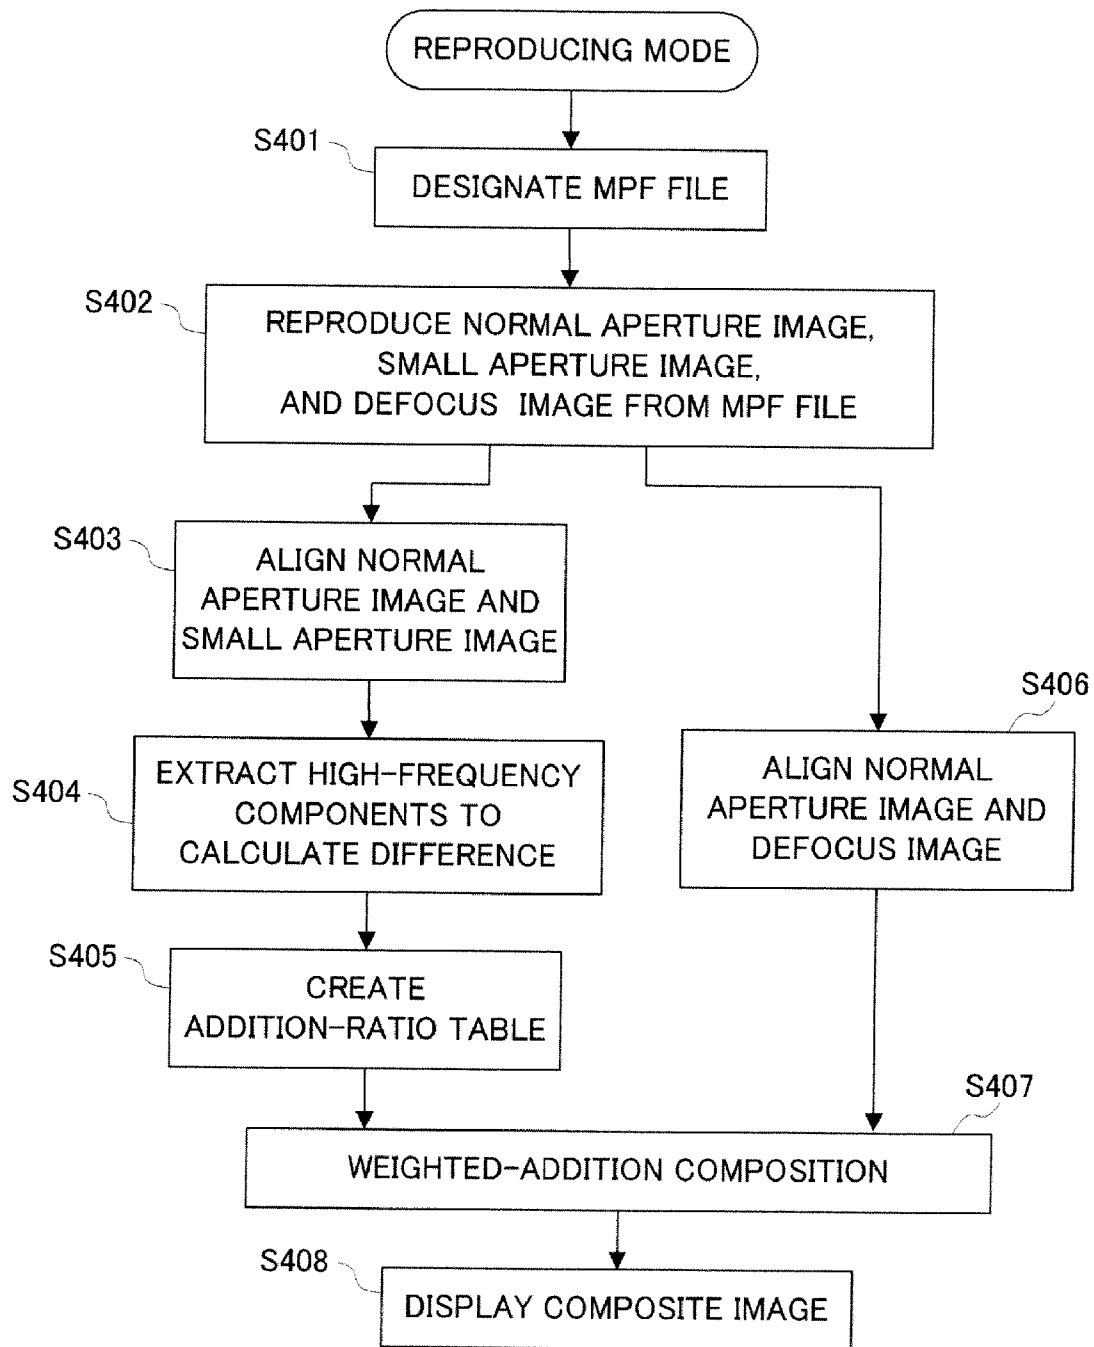 REPRODUCING MODE
S401
DESIGNATE MPF FILE
S402
REPRODUCE NORMAL APERTURE IMAGE,
SMALL APERTURE IMAGE,
AND DEFOCUS IMAGE FROM MPF FILE
S403
ALIGN NORMAL
APERTURE IMAGE AND
SMALL APERTURE IMAGE
S404
EXTRACT HIGH-FREQUENCY
COMPONENTS TO
CALCULATE DIFFERENCE
S406
ALIGN NORMAL
APERTURE IMAGE AND
DEFOCUS IMAGE
S405
CREATE
ADDITION-RATIO TABLE
S407
WEIGHTED-ADDITION COMPOSITION
S408
DISPLAY COMPOSITE IMAGE